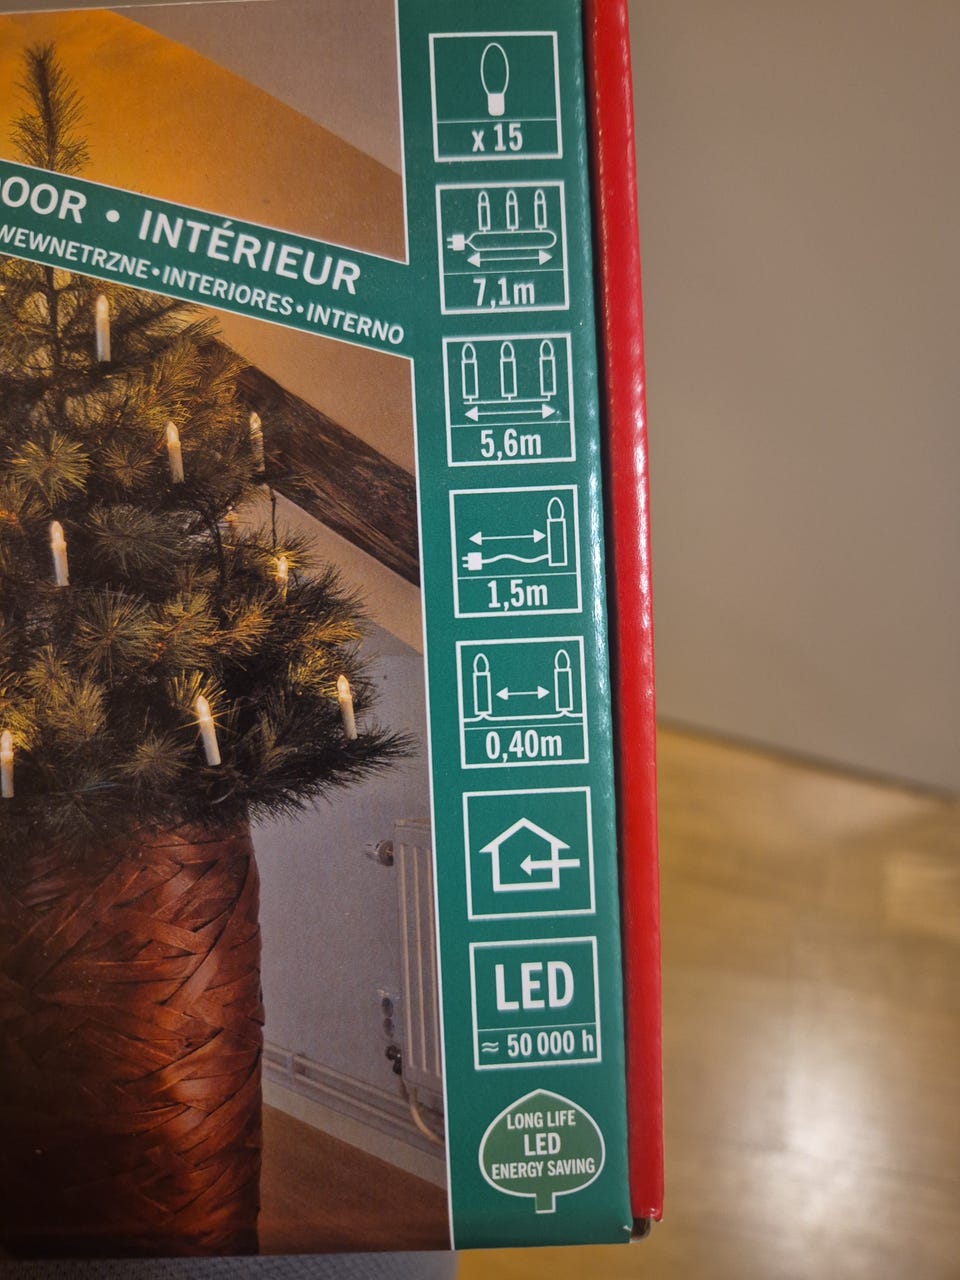 OOR • INTÉRIEUR
WEWNETRZNE•INTERIORES•INTERNO
x 15
7,1m
5,6m
1,5m
0,40m
LED
≈ 50 000 h
LONG LIFE
LED
ENERGY SAVING